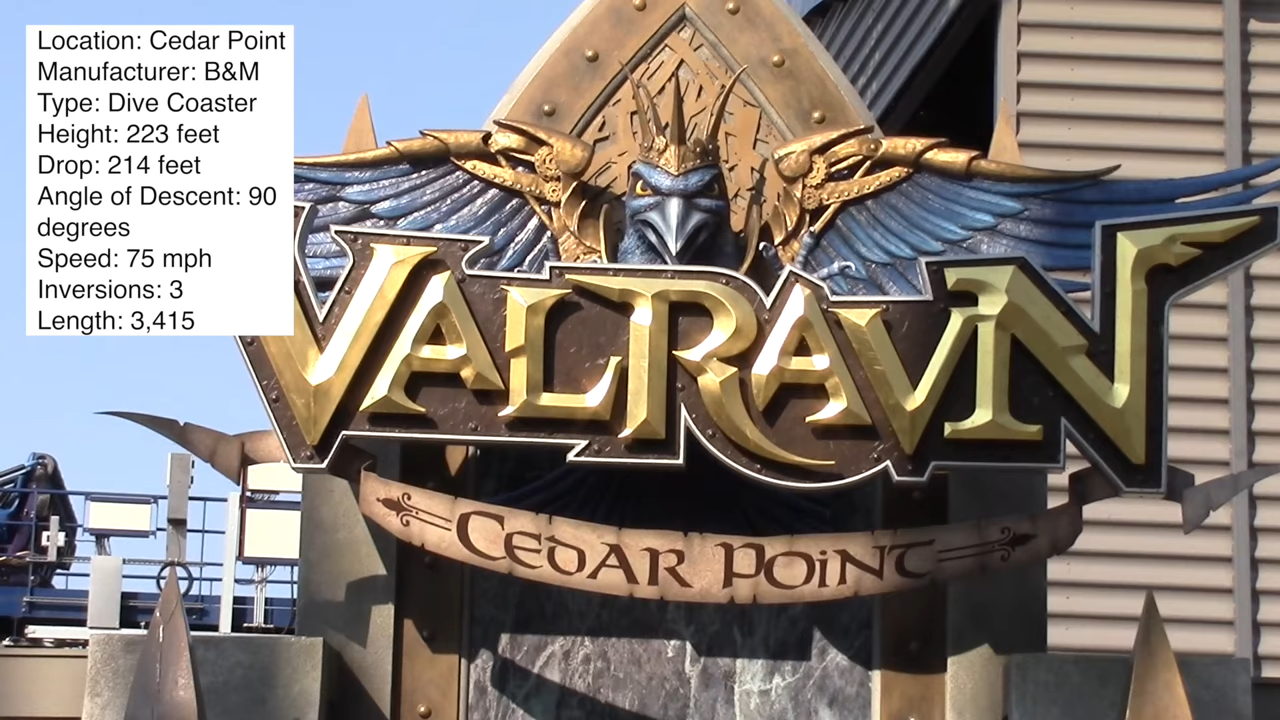 Location: Cedar Point
Manufacturer: B&M
Type: Dive Coaster
Height: 223 feet
Drop: 214 feet
Angle of Descent: 90
degrees
Speed: 75 mph
Inversions: 3
Length: 3,415
VALRAVN
CEDAR POiNT